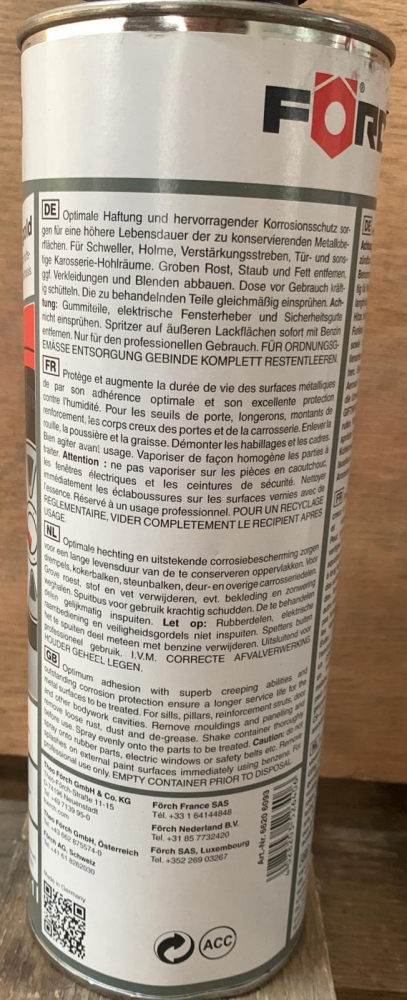 FÖRC
DE Optimale Haftung und hervorragender Korrosionsschutz sor-
gen für eine höhere Lebensdauer der zu konservierenden Metallobe-
rflächen. Für Schweller, Holme, Verstärkungsstreben, Tür- und sons-
tige Karosserie-Hohlräume. Groben Rost, Staub und Fett entfernen,
ggf. Verkleidungen und Blenden abbauen. Dose vor Gebrauch kräft-
ig schütteln. Die zu behandelnden Teile gleichmäßig einsprühen. Ach-
tung: Gummiteile, elektrische Fensterheber und Sicherheitsgurte
nicht einsprühen. Spritzer auf äußeren Lackflächen sofort mit Benzin
entfernen. Nur für den professionellen Gebrauch. FÜR ORDNUNGSG-
EMÄSSE ENTSORGUNG GEBINDE KOMPLETT RESTENTLEEREN.
FR Protège et augmente la durée de vie des surfaces métalliques
de par son adhérence optimale et son excellente protection
contre l'humidité. Pour les seuils de porte, longerons, montants de
renforcement, les corps creux des portes et de la carrosserie. Enlever la
rouille, la poussière et la graisse. Démonter les habillages et les cadres.
Bien agiter avant usage. Vaporiser de façon homogène les parties à
traiter. Attention : ne pas vaporiser sur les pièces en caoutchouc,
les fenêtres électriques et les ceintures de sécurité. Nettoyer
immédiatement les éclaboussures sur les surfaces vernies avec de
l'essence. Réservé à un usage professionnel. POUR UN RECYCLAGE
REGLEMENTAIRE, VIDER COMPLETEMENT LE RECIPIENT APRES
USAGE.
NL Optimale hechting en uitstekende corrosiebescherming zorgen
voor een lange levensduur van de te conserveren oppervlakken. Voor
drempels, kokerbalken, steunbalken, deur- en overige carrosseriedelen.
Grove roest, stof en vet verwijderen, evt. bekleding en zonwering
weghalen. Spuitbus voor gebruik krachtig schudden. De te behandelen
delen gelijkmatig inspuiten. Let op: Rubberdelen, elektrische
raambediening en veiligheidsgordels niet inspuiten. Spetters buiten
het te spuiten deel meteen met benzine verwijderen. Uitsluitend voor
professioneel gebruik. I.V.M. CORRECTE AFVALVERWERKING
HOUDER GEHEEL LEGEN.
GB Optimum adhesion with superb creeping abilities and
outstanding corrosion protection ensure a longer service life for the
metal surfaces to be treated. For sills, pillars, reinforcement struts, door
and other bodywork cavities. Remove mouldings and panelling and
remove loose rust, dust and de-grease. Shake container thoroughly
before use. Spray evenly onto the parts to be treated. Caution: do not
spray onto rubber parts, electric windows or safety belts etc. Remove
splashes on external paint surfaces immediately using benzene. For
professional use only. EMPTY CONTAINER PRIOR TO DISPOSAL.
Theo Förch GmbH & Co. KG
Theo-Förch-Straße 11-15
D-74196 Neuenstadt
Theo Förch GmbH, Österreich
Förch AG, Schweiz
Förch France SAS
Tél. +33 1 64144848
Förch Nederland B.V.
Tel. +31 85 7732420
Förch SAS, Luxembourg
Tel. +352 269 03267
Art.-Nr. 6620 6093
Made in Germany
ACC